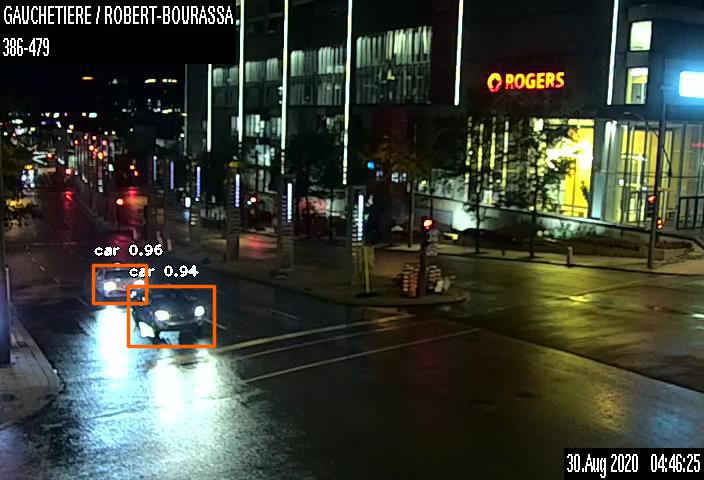 GAUCHETIERE / ROBERT-BOURASSA
386-479
ROGERS
car 0.96
car 0.94
30.Aug 2020 04:46:25